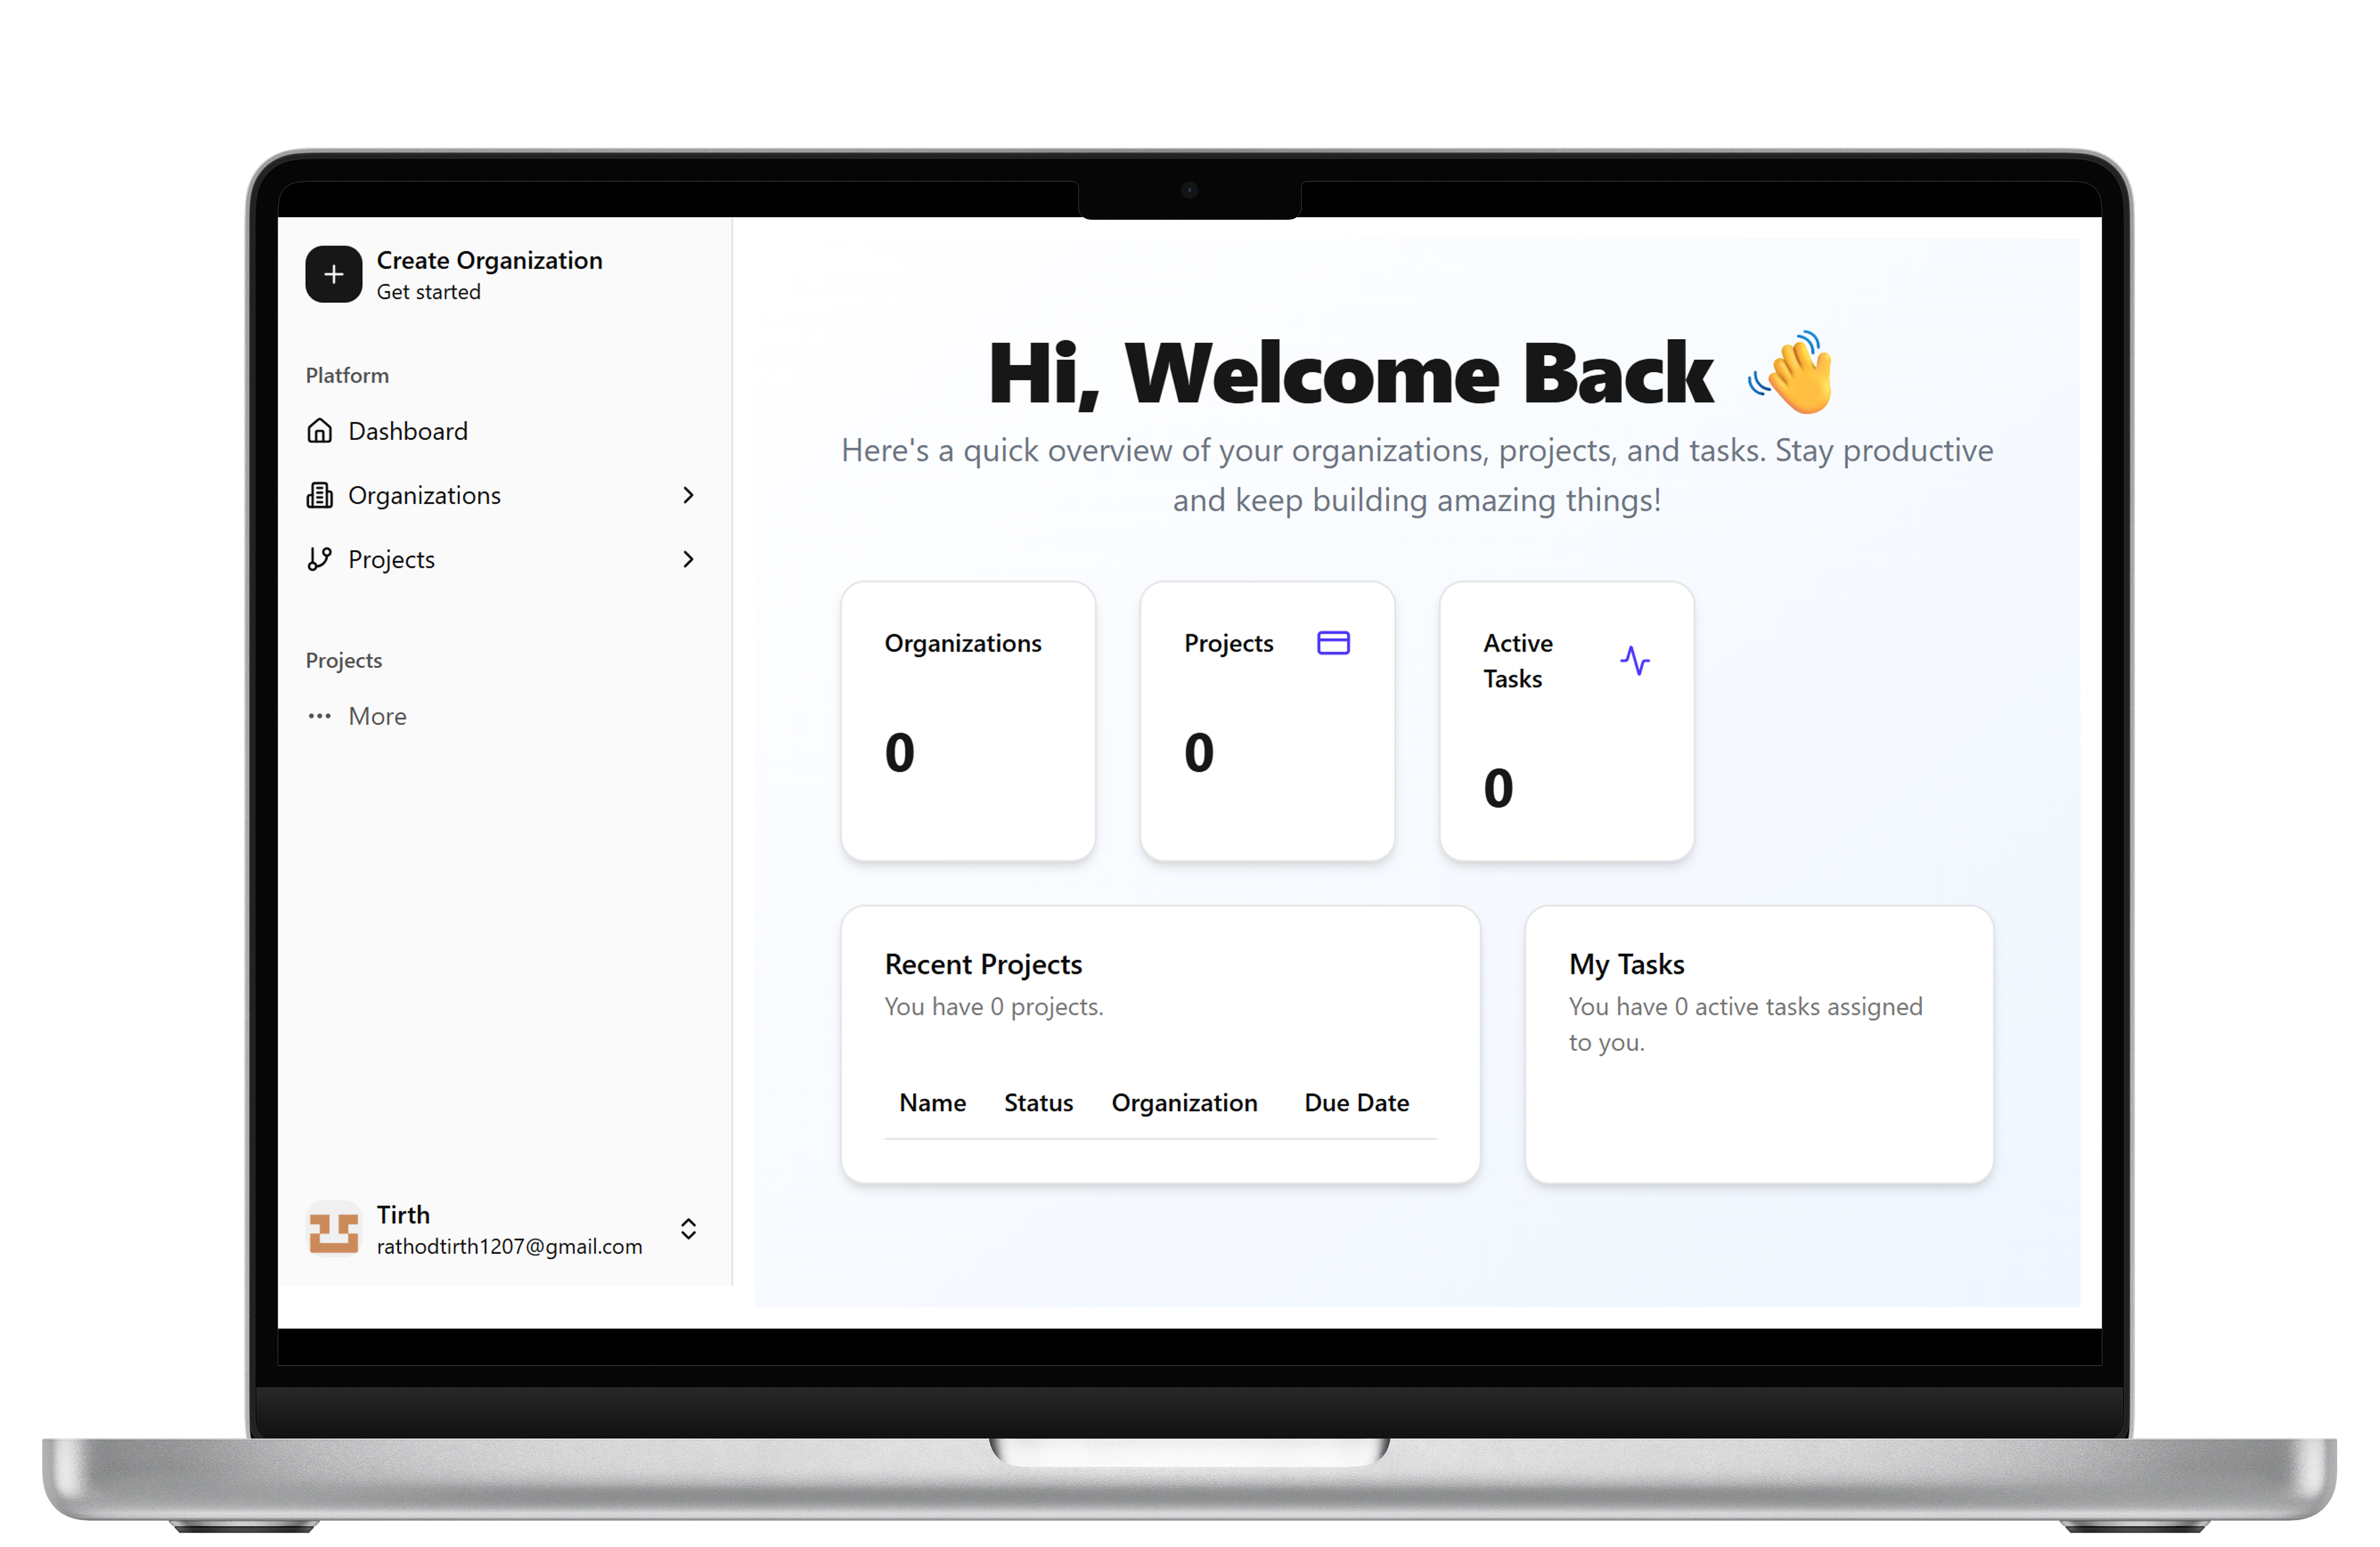 Create Organization
Get started
Platform
Dashboard
Organizations
Projects
Projects
More
Tirth
rathodtirth1207@gmail.com
Hi, Welcome Back 👋
Here's a quick overview of your organizations, projects, and tasks. Stay productive
and keep building amazing things!
Organizations
0
Projects
0
Active
Tasks
0
Recent Projects
You have 0 projects.
Name Status Organization Due Date
My Tasks
You have 0 active tasks assigned
to you.